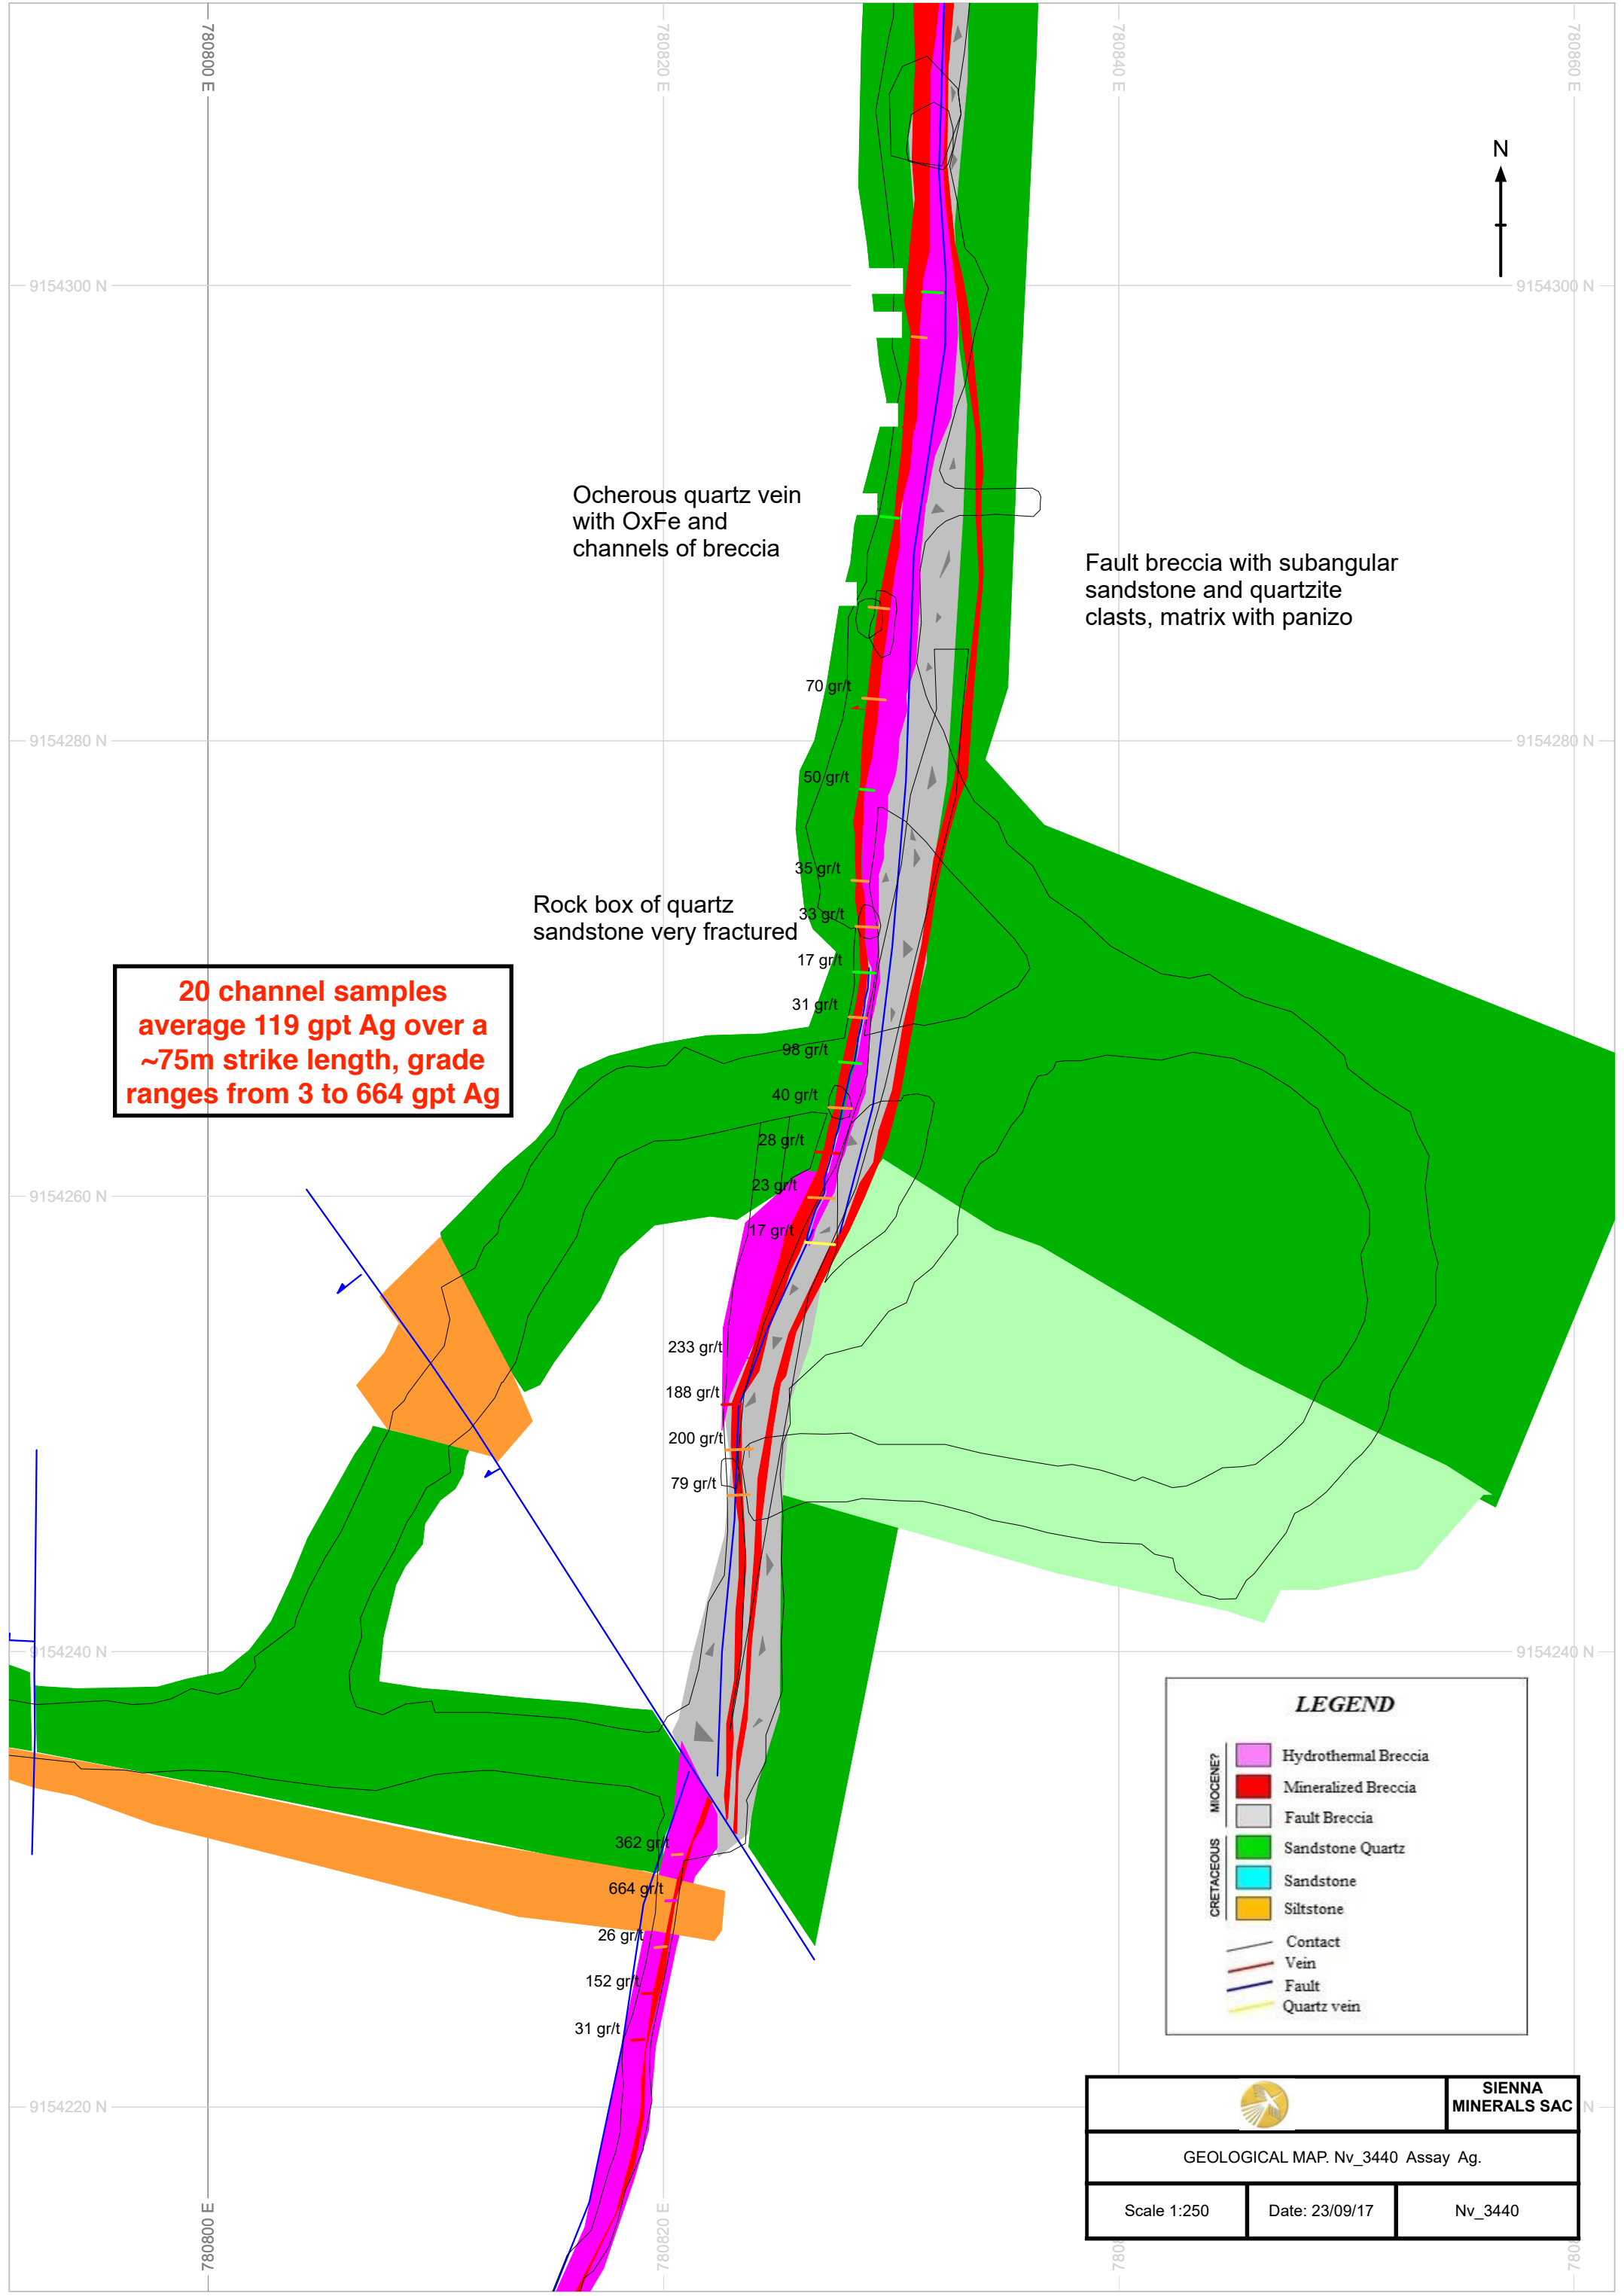 780800 E
780820 E
780840 E
780860 E
N
9154300 N
9154300 N
Ocherous quartz vein
with OxFe and
channels of breccia
Fault breccia with subangular
sandstone and quartzite
clasts, matrix with panizo
70 gr/t
9154280 N
9154280 N
50 gr/t
35 gr/t
Rock box of quartz
sandstone very fractured
33 gr/t
17 gr/t
20 channel samples
average 119 gpt Ag over a
~75m strike length, grade
ranges from 3 to 664 gpt Ag
31 gr/t
98 gr/t
40 gr/t
28 gr/t
23 gr/t
9154260 N
9154260 N
17 gr/t
233 gr/t
188 gr/t
200 gr/t
79 gr/t
9154240 N
9154240 N
362 gr/t
664 gr/t
26 gr/t
152 gr/t
31 gr/t
LEGEND
MIOCENE?
Hydrothermal Breccia
Mineralized Breccia
Fault Breccia
CRETACEOUS
Sandstone Quartz
Sandstone
Siltstone
Contact
Vein
Fault
Quartz vein
9154220 N
N
SIENNA
MINERALS SAC
GEOLOGICAL MAP. Nv_3440 Assay Ag.
Scale 1:250
Date: 23/09/17
Nv_3440
780800 E
780820 E